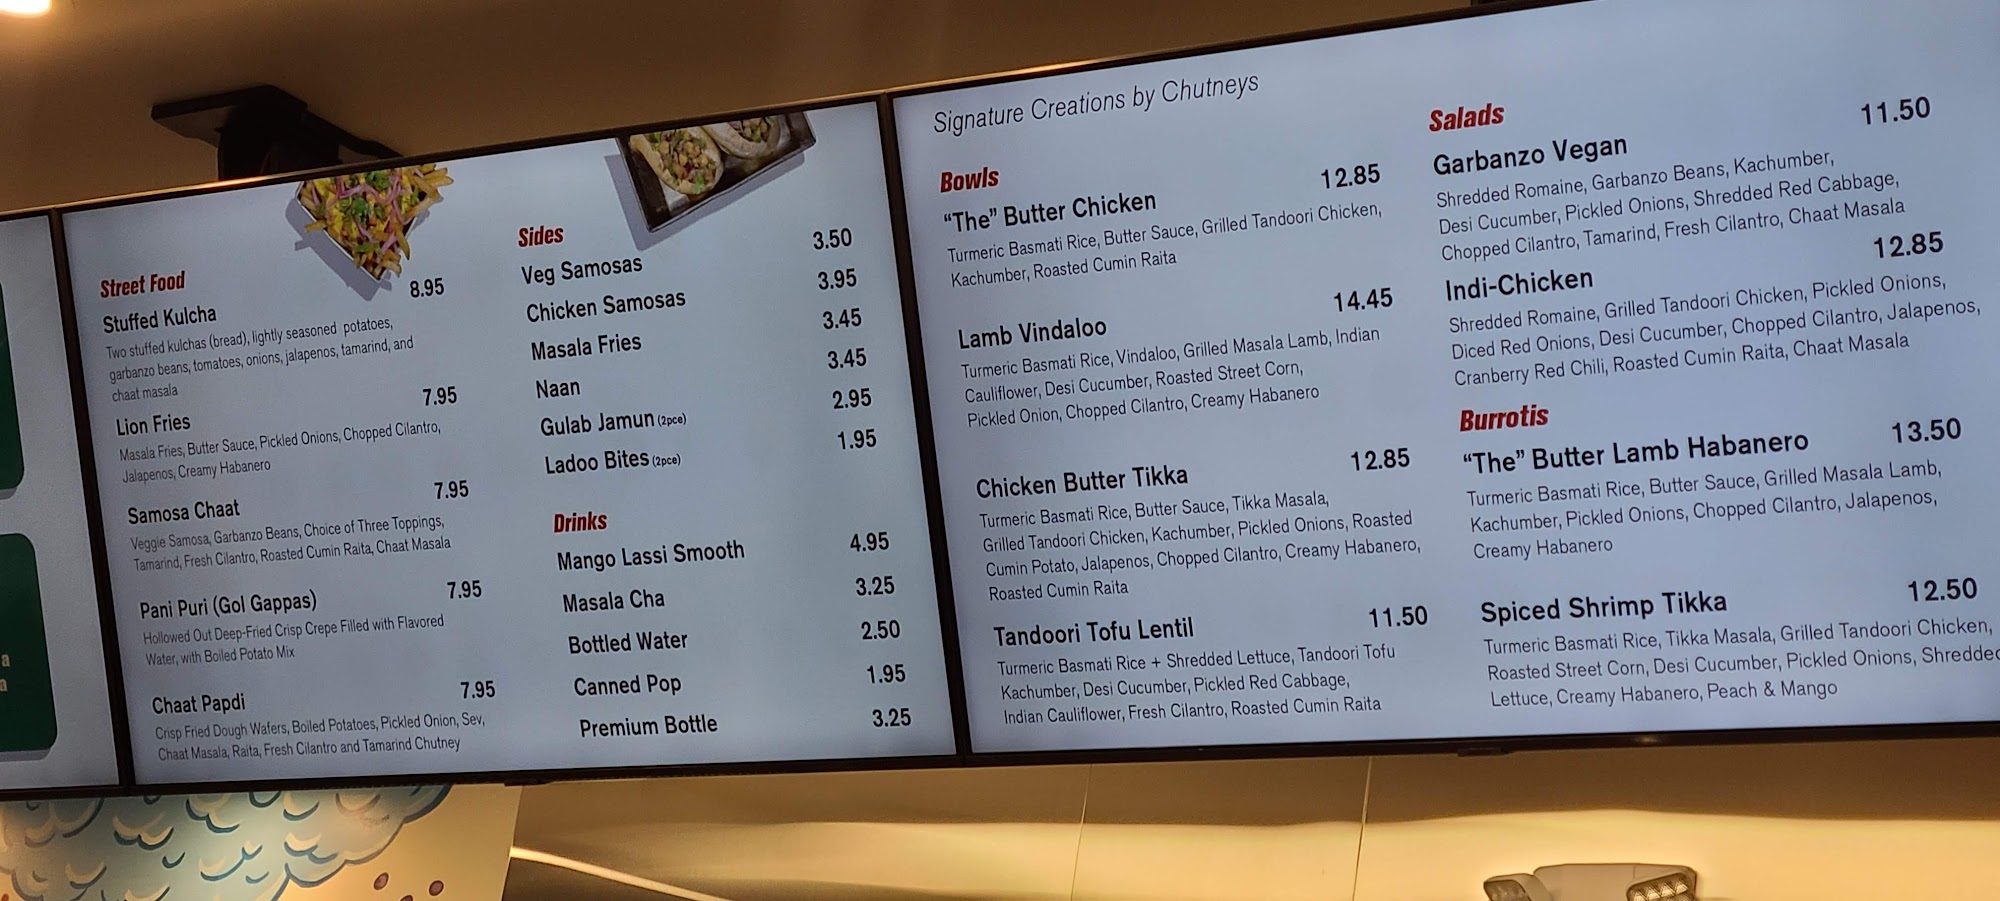 a
a
Street Food
Stuffed Kulcha 8.95
Two stuffed kulchas (bread), lightly seasoned potatoes,
garbanzo beans, tomatoes, onions, jalapenos, tamarind, and
chaat masala
Lion Fries 7.95
Masala Fries, Butter Sauce, Pickled Onions, Chopped Cilantro,
Jalapenos, Creamy Habanero
Samosa Chaat 7.95
Veggie Samosa, Garbanzo Beans, Choice of Three Toppings,
Tamarind, Fresh Cilantro, Roasted Cumin Raita, Chaat Masala
Pani Puri (Gol Gappas) 7.95
Hollowed Out Deep-Fried Crisp Crepe Filled with Flavored
Water, with Boiled Potato Mix
Chaat Papdi 7.95
Crisp Fried Dough Wafers, Boiled Potatoes, Pickled Onion, Sev,
Chaat Masala, Raita, Fresh Cilantro and Tamarind Chutney
Sides
Veg Samosas 3.50
Chicken Samosas 3.95
Masala Fries 3.45
Naan 3.45
Gulab Jamun (2pce) 2.95
Ladoo Bites (2pce) 1.95
Drinks
Mango Lassi Smooth 4.95
Masala Cha 3.25
Bottled Water 2.50
Canned Pop 1.95
Premium Bottle 3.25
Signature Creations by Chutneys
Bowls
"The" Butter Chicken 12.85
Turmeric Basmati Rice, Butter Sauce, Grilled Tandoori Chicken,
Kachumber, Roasted Cumin Raita
Lamb Vindaloo 14.45
Turmeric Basmati Rice, Vindaloo, Grilled Masala Lamb, Indian
Cauliflower, Desi Cucumber, Roasted Street Corn,
Pickled Onion, Chopped Cilantro, Creamy Habanero
Chicken Butter Tikka 12.85
Turmeric Basmati Rice, Butter Sauce, Tikka Masala,
Grilled Tandoori Chicken, Kachumber, Pickled Onions, Roasted
Cumin Potato, Jalapenos, Chopped Cilantro, Creamy Habanero,
Roasted Cumin Raita
Tandoori Tofu Lentil 11.50
Turmeric Basmati Rice + Shredded Lettuce, Tandoori Tofu
Kachumber, Desi Cucumber, Pickled Red Cabbage,
Indian Cauliflower, Fresh Cilantro, Roasted Cumin Raita
Salads
Garbanzo Vegan 11.50
Shredded Romaine, Garbanzo Beans, Kachumber,
Desi Cucumber, Pickled Onions, Shredded Red Cabbage,
Chopped Cilantro, Tamarind, Fresh Cilantro, Chaat Masala
Indi-Chicken 12.85
Shredded Romaine, Grilled Tandoori Chicken, Pickled Onions,
Diced Red Onions, Desi Cucumber, Chopped Cilantro, Jalapenos,
Cranberry Red Chili, Roasted Cumin Raita, Chaat Masala
Burrotis
"The" Butter Lamb Habanero 13.50
Turmeric Basmati Rice, Butter Sauce, Grilled Masala Lamb,
Kachumber, Pickled Onions, Chopped Cilantro, Jalapenos,
Creamy Habanero
Spiced Shrimp Tikka 12.50
Turmeric Basmati Rice, Tikka Masala, Grilled Tandoori Chicken,
Roasted Street Corn, Desi Cucumber, Pickled Onions, Shredded
Lettuce, Creamy Habanero, Peach & Mango